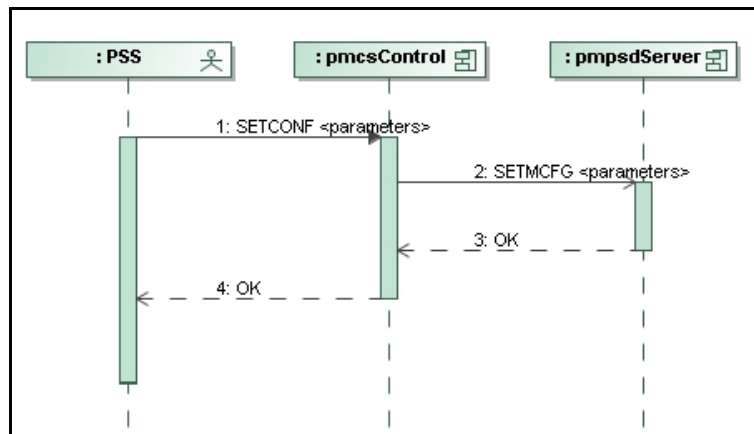 : PSS
: pmcsControl
: pmpsdServer
1: SETCONF <parameters>
2: SETMCFG <parameters>
3: OK
4: OK